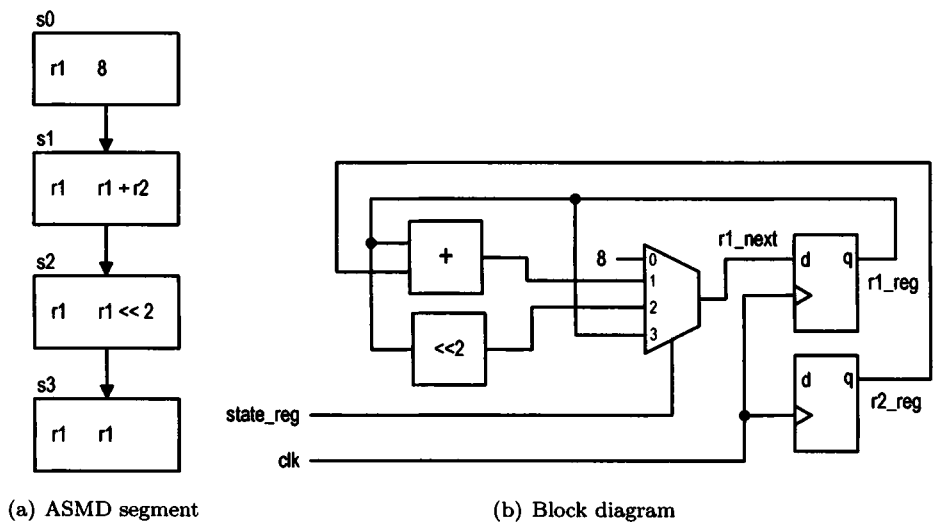 s0
r1 8
s1
r1 r1 + r2
s2
r1 r1 << 2
s3
r1 r1
(a) ASMD segment
+
<<2
8
0
1
2
3
r1_next
d q
r1_reg
d q
r2_reg
state_reg
clk
(b) Block diagram